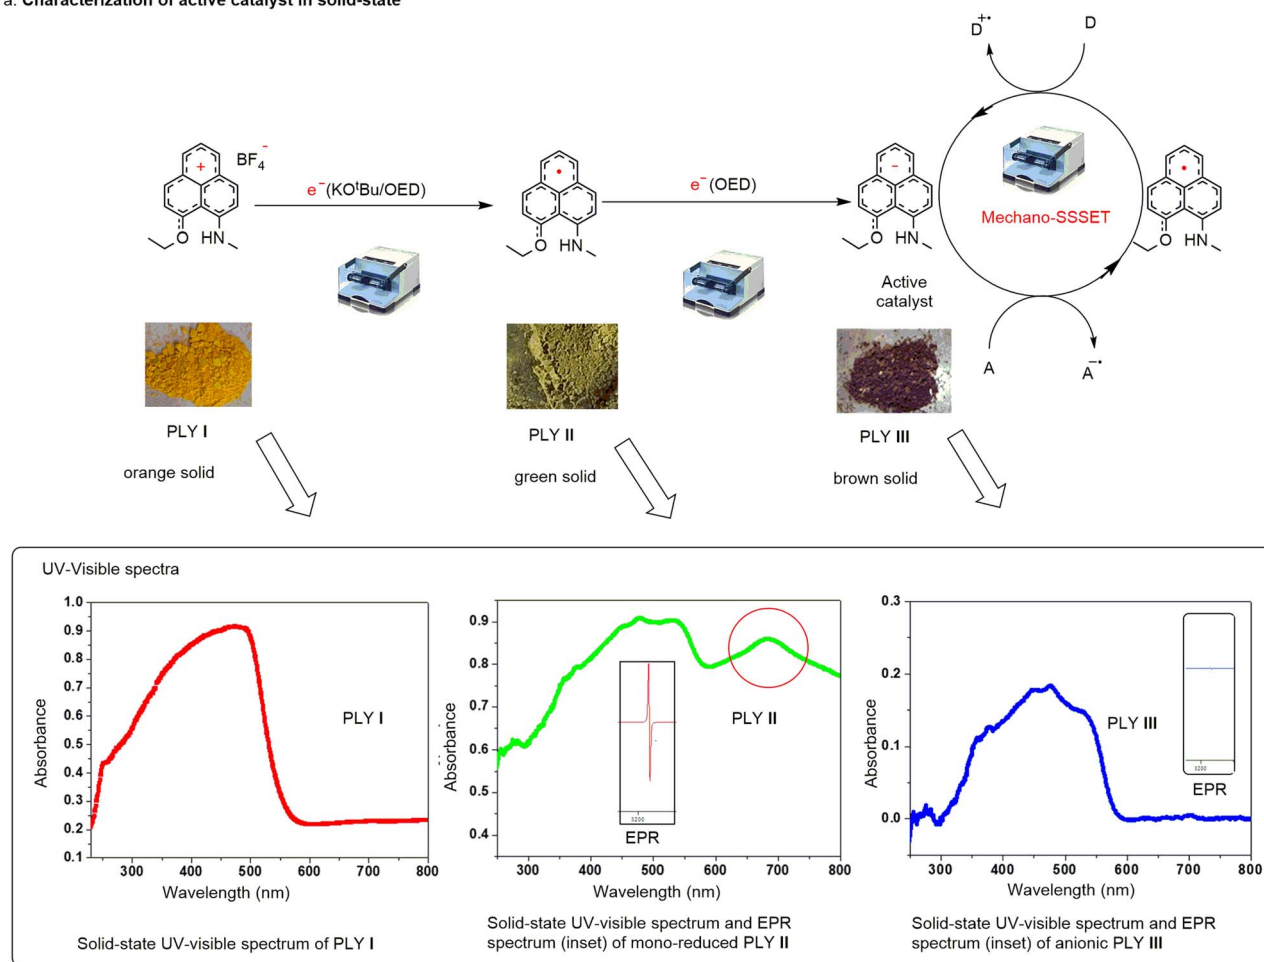 a. Characterization of active catalyst in solid-state
D+•
D
+
BF4-
e-(KOtBu/OED)
•
e-(OED)
-
•
Mechano-SSSET
O
HN
O
HN
O
HN
O
HN
Active
catalyst
A
A-•
PLY I
PLY II
PLY III
orange solid
green solid
brown solid
UV-Visible spectra
1.0
0.9
0.8
0.7
0.6
0.5
0.4
0.3
0.2
0.1
Absorbance
PLY I
300 400 500 600 700 800
Wavelength (nm)
Solid-state UV-visible spectrum of PLY I
0.9
0.8
0.7
0.6
0.5
0.4
Absorbance
PLY II
3200
EPR
300 400 500 600 700 800
Wavelength (nm)
Solid-state UV-visible spectrum and EPR
spectrum (inset) of mono-reduced PLY II
0.3
0.2
0.1
0.0
Absorbance
PLY III
3200
EPR
300 400 500 600 700 800
Wavelength (nm)
Solid-state UV-visible spectrum and EPR
spectrum (inset) of anionic PLY III